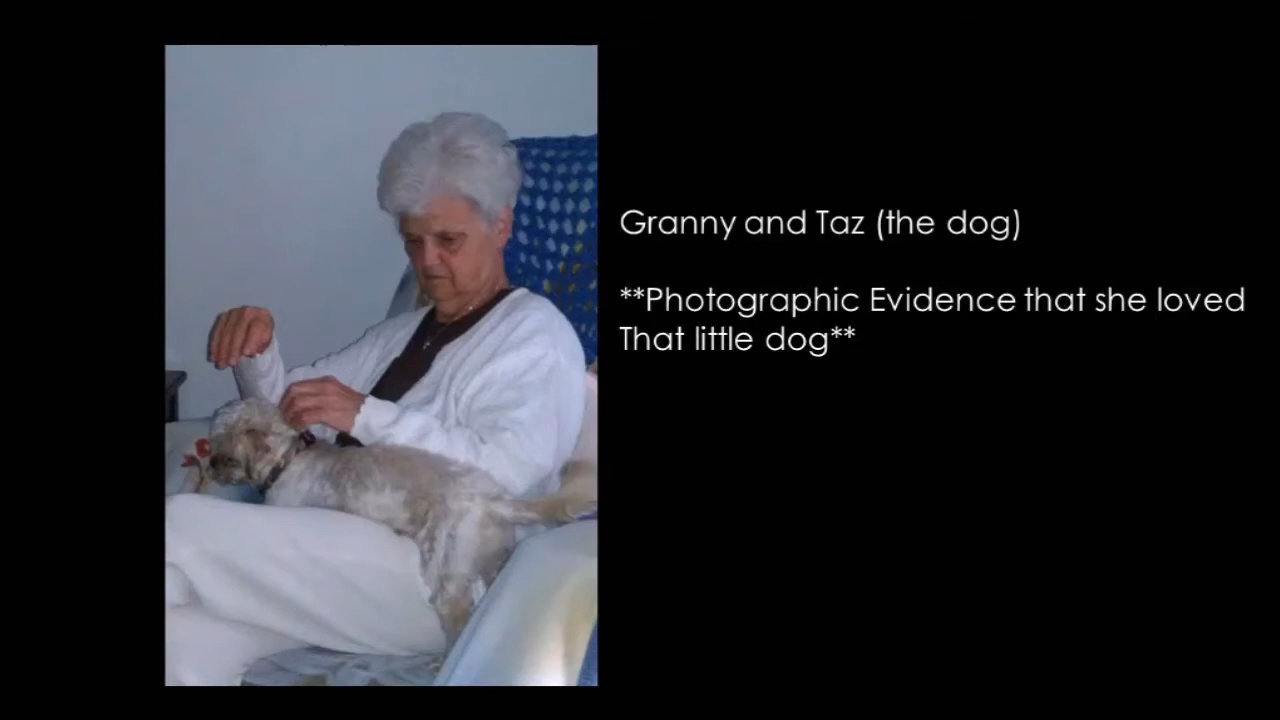 Granny and Taz (the dog)
**Photographic Evidence that she loved
That little dog**